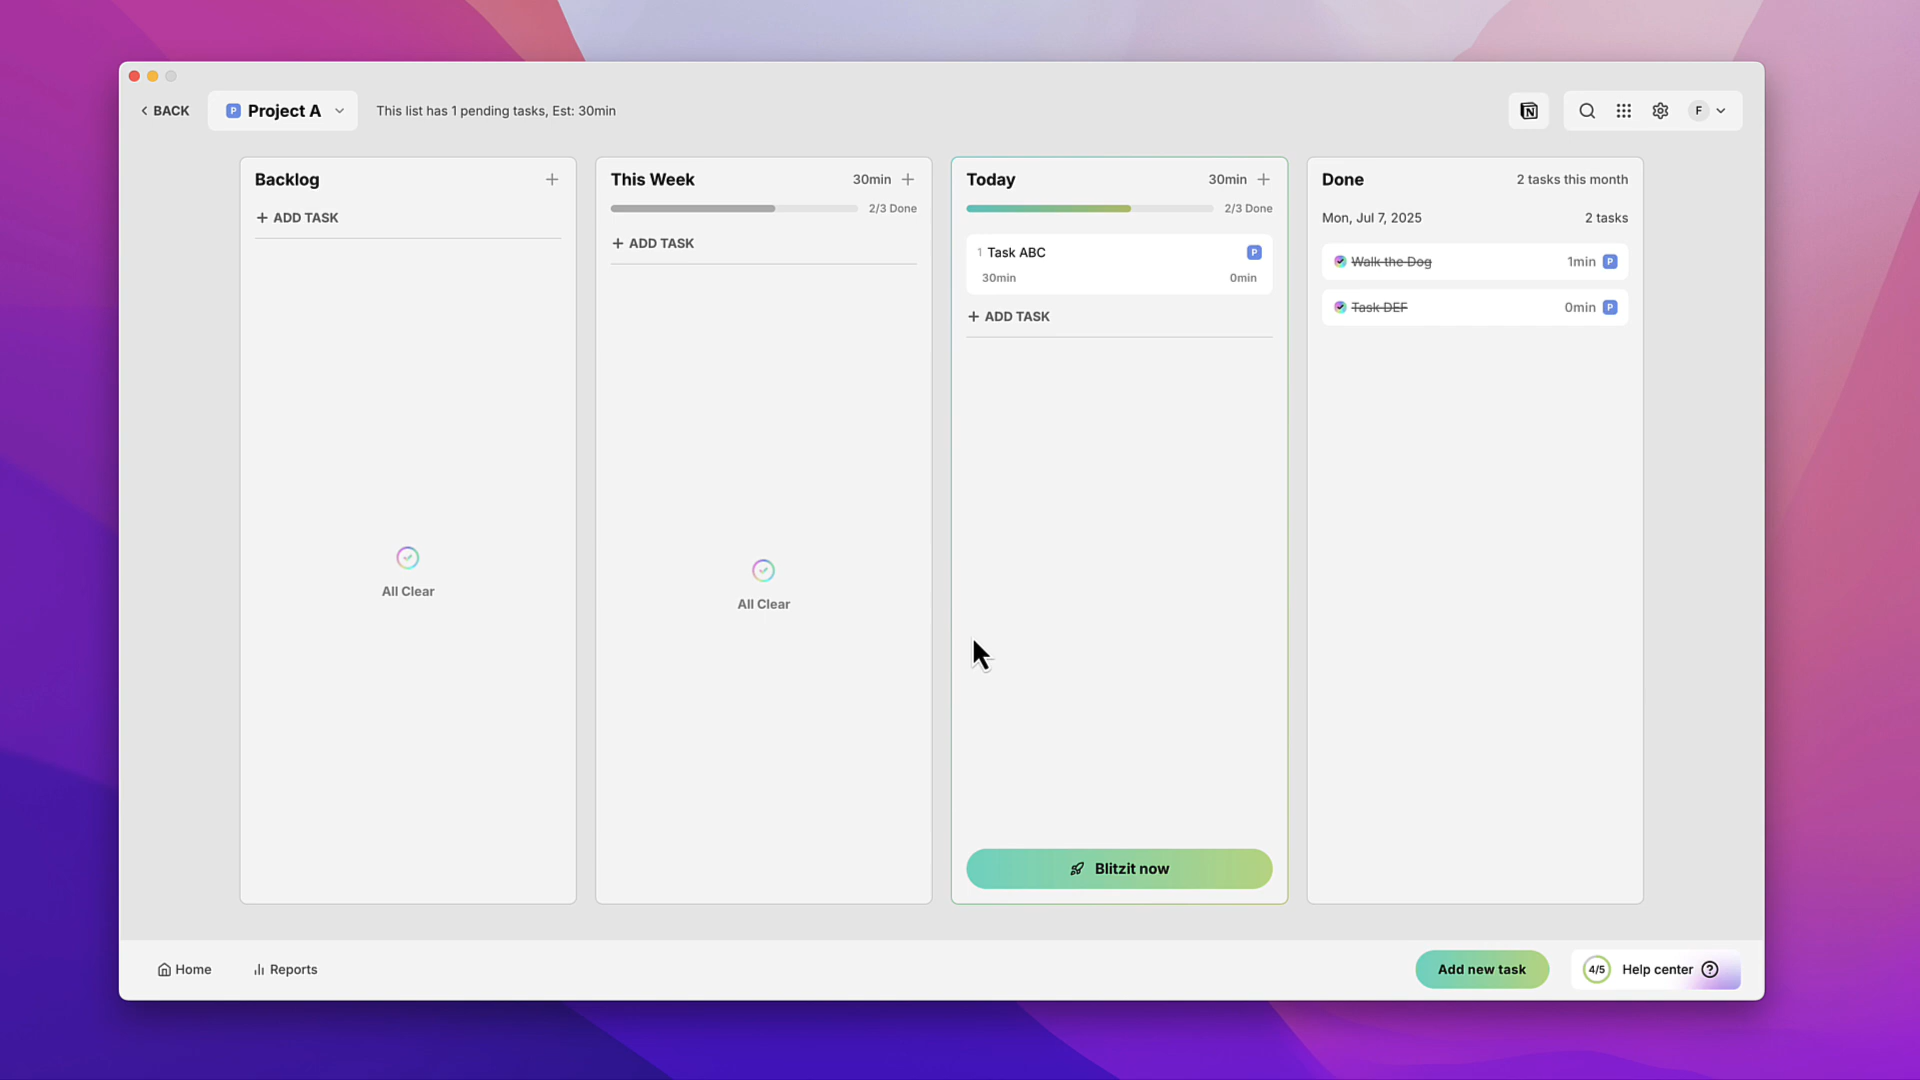 BACK
P Project A
This list has 1 pending tasks, Est: 30min
N
F
Backlog
ADD TASK
All Clear
This Week 30min
2/3 Done
ADD TASK
All Clear
Today 30min
2/3 Done
1 Task ABC P
30min 0min
ADD TASK
Blitzit now
Done 2 tasks this month
Mon, Jul 7, 2025 2 tasks
Walk the Dog 1min P
Task DEF 0min P
Home
Reports
Add new task
4/5 Help center ?